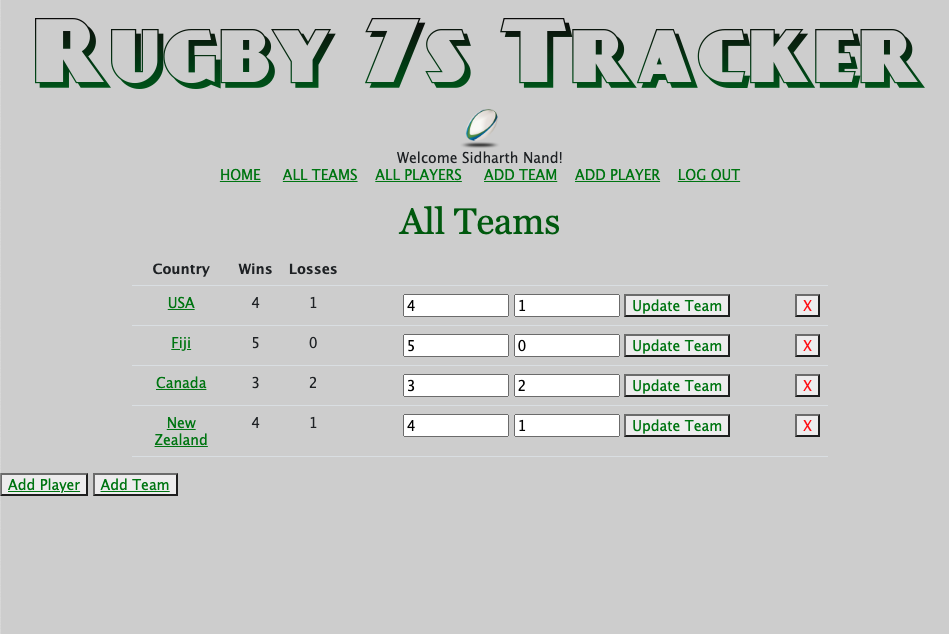 Rugby 7s Tracker
Welcome Sidharth Nand!
HOME ALL TEAMS ALL PLAYERS ADD TEAM ADD PLAYER LOG OUT
All Teams
Country Wins Losses
USA 4 1 4 1 Update Team X
Fiji 5 0 5 0 Update Team X
Canada 3 2 3 2 Update Team X
New 4 1 4 1 Update Team X
Zealand
Add Player Add Team